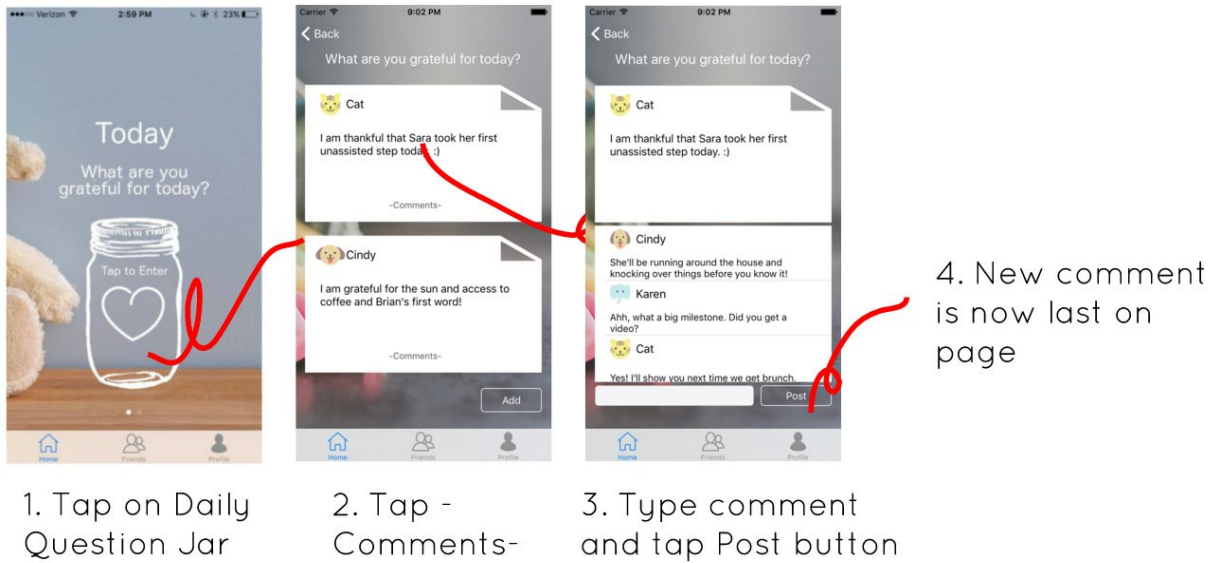 Verizon 2:59 PM 23%
Today
What are you
grateful for today?
Tap to Enter
Home Friends Profile
1. Tap on Daily
Question Jar
Carrier 9:02 PM
Back
What are you grateful for today?
Cat
I am thankful that Sara took her first
unassisted step today. :)
-Comments-
Cindy
I am grateful for the sun and access to
coffee and Brian's first word!
-Comments-
Add
Home Friends Profile
2. Tap -
Comments-
Carrier 9:02 PM
Back
What are you grateful for today?
Cat
I am thankful that Sara took her first
unassisted step today. :)
Cindy
She'll be running around the house and
knocking over things before you know it!
Karen
Ahh, what a big milestone. Did you get a
video?
Cat
Yes! I'll show you next time we get brunch.
Post
Home Friends Profile
3. Type comment
and tap Post button
4. New comment
is now last on
page